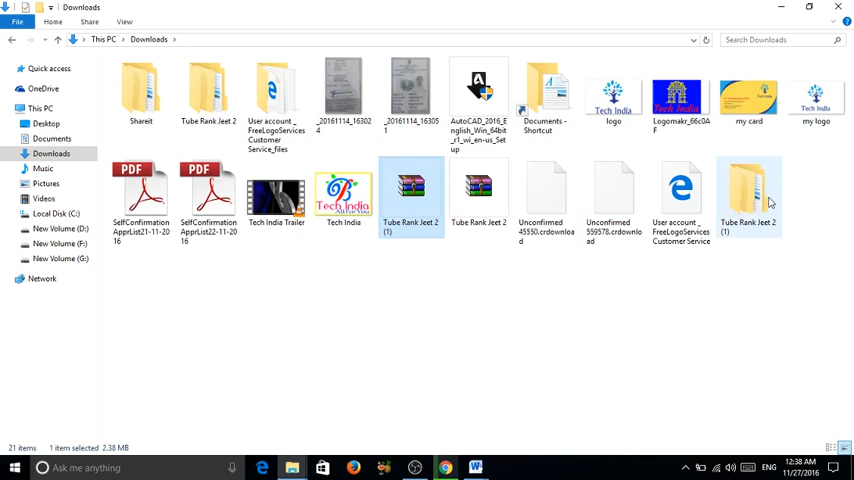 Downloads
File
Home
Share
View
This PC
Downloads
Search Downloads
Quick access
OneDrive
This PC
Desktop
Documents
Downloads
Music
Pictures
Videos
Local Disk (C:)
New Volume (D:)
New Volume (F:)
New Volume (G:)
Network
Shareit
Tube Rank Jeet 2
User account _
FreeLogoServices
Customer
Service_files
_20161114_16302
4
_20161114_16305
1
AutoCAD_2016_E
nglish_Win_64bit
_r1_wi_en-us_Set
up
Documents -
Shortcut
Tech India
logo
Tech India
Logomakr_66c0A
F
my card
Tech India
my logo
PDF
SelfConfirmation
ApprList21-11-20
16
PDF
SelfConfirmation
ApprList22-11-20
16
Tech India Trailer
Tech India
All For You
Tech India
Tube Rank Jeet 2
(1)
Tube Rank Jeet 2
Unconfirmed
45550.crdownloa
d
Unconfirmed
559578.crdownlo
ad
User account _
FreeLogoServices
Customer Service
Tube Rank Jeet 2
(1)
21 items
1 item selected 2.38 MB
Ask me anything
ENG
12:38 AM
11/27/2016